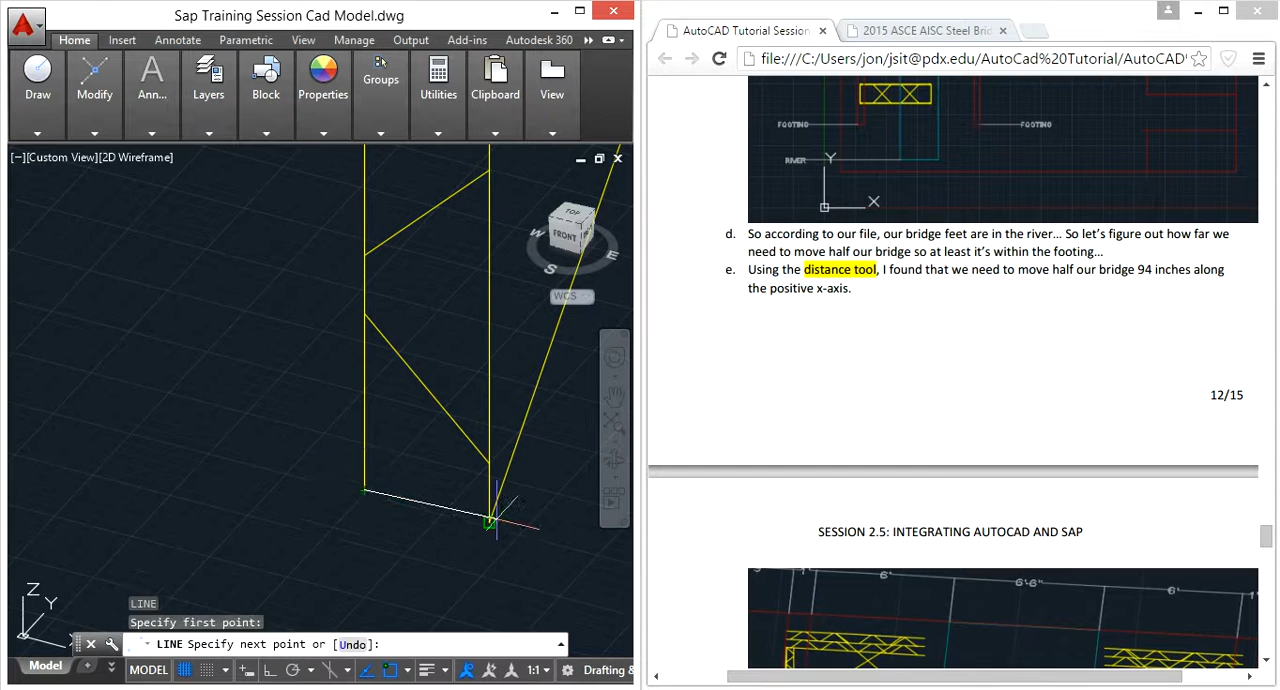 Sap Training Session Cad Model.dwg
Home Insert Annotate Parametric View Manage Output Add-ins Autodesk 360
Draw Modify Ann... Layers Block Properties Groups Utilities Clipboard View
[−][Custom View][2D Wireframe]
TOP
FRONT
W
E
S
WCS
Z
Y
LINE
Specify first point:
LINE Specify next point or [Undo]:
Model
MODEL
1:1
Drafting &
AutoCAD Tutorial Session
2015 ASCE AISC Steel Brid
file:///C:/Users/jon/jsit@pdx.edu/AutoCad%20Tutorial/AutoCAD
FOOTING
FOOTING
RIVER
Y
X
d. So according to our file, our bridge feet are in the river... So let's figure out how far we
need to move half our bridge so at least it's within the footing...
e. Using the distance tool, I found that we need to move half our bridge 94 inches along
the positive x-axis.
12/15
SESSION 2.5: INTEGRATING AUTOCAD AND SAP
1' 6' 6'-6" 6' 1'